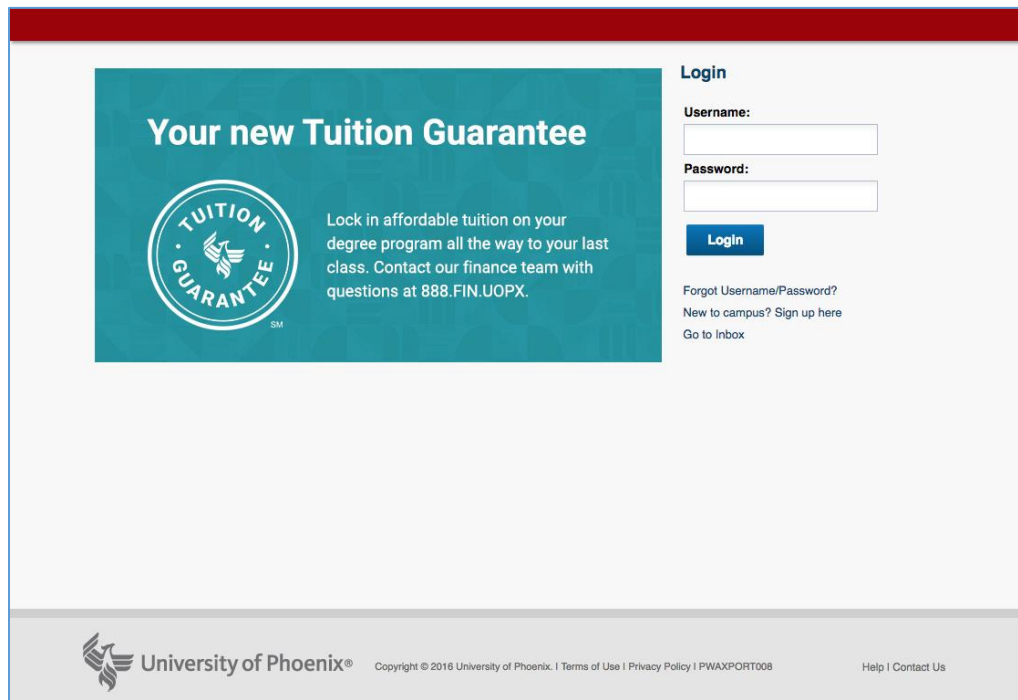 Your new Tuition Guarantee
TUITION
GUARANTEE
SM
Lock in affordable tuition on your
degree program all the way to your last
class. Contact our finance team with
questions at 888.FIN.UOPX.
Login
Username:
Password:
Login
Forgot Username/Password?
New to campus? Sign up here
Go to Inbox
University of Phoenix®
Copyright © 2016 University of Phoenix. I Terms of Use I Privacy Policy I PWAXPORT008
Help I Contact Us